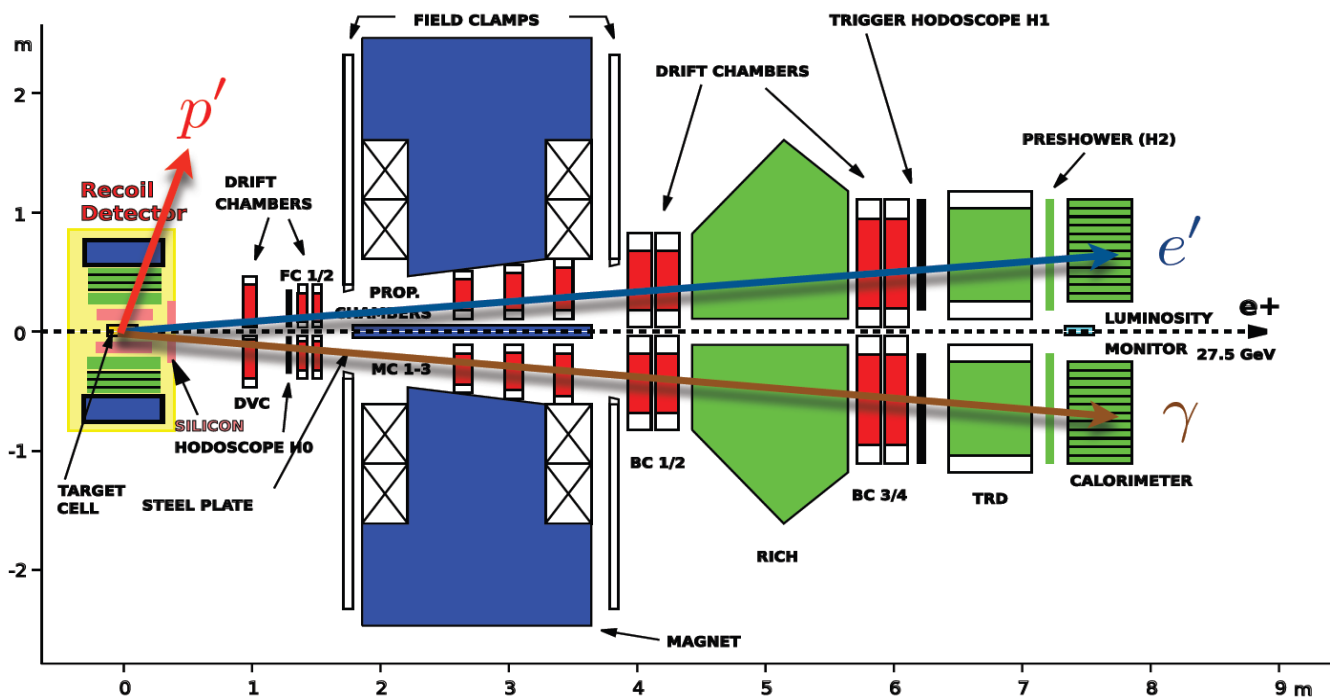 FIELD CLAMPS
TRIGGER HODOSCOPE H1
m
DRIFT CHAMBERS
2
p′
PRESHOWER (H2)
DRIFT
CHAMBERS
Recoil
Detector
1
e′
FC 1/2
PROP.
CHAMBERS
e+
0
LUMINOSITY
MONITOR
27.5 GeV
MC 1-3
DVC
SILICON
HODOSCOPE H0
γ
-1
BC 1/2
TARGET
CELL
STEEL PLATE
BC 3/4
TRD
CALORIMETER
RICH
-2
MAGNET
0 1 2 3 4 5 6 7 8 9 m